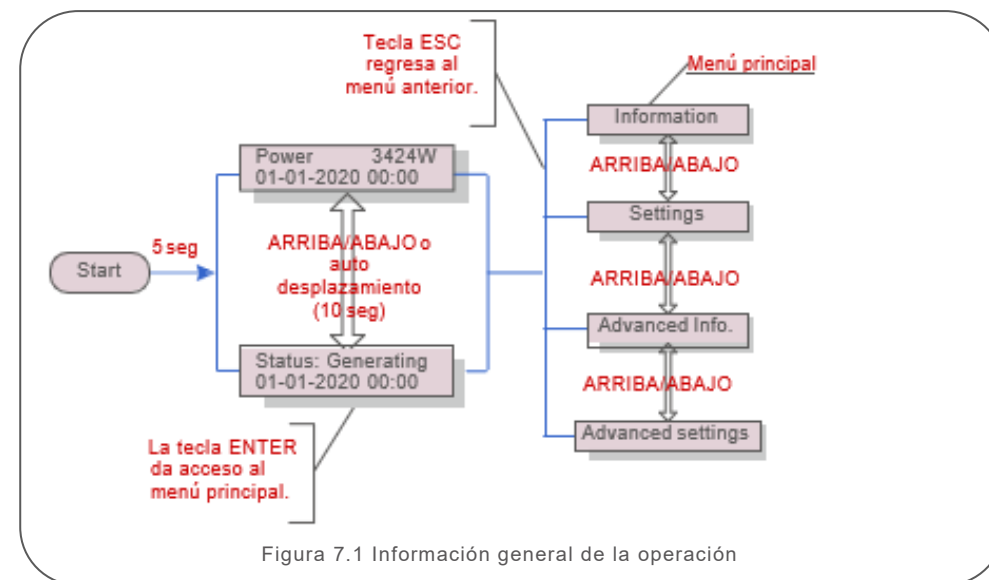 Tecla ESC
regresa al
menú anterior.
Menú principal
Information
ARRIBA/ABAJO
Settings
ARRIBA/ABAJO
Advanced Info.
ARRIBA/ABAJO
Advanced settings
Power 3424W
01-01-2020 00:00
Start
5 seg
ARRIBA/ABAJO o
auto
desplazamiento
(10 seg)
Status: Generating
01-01-2020 00:00
La tecla ENTER
da acceso al
menú principal.
Figura 7.1 Información general de la operación